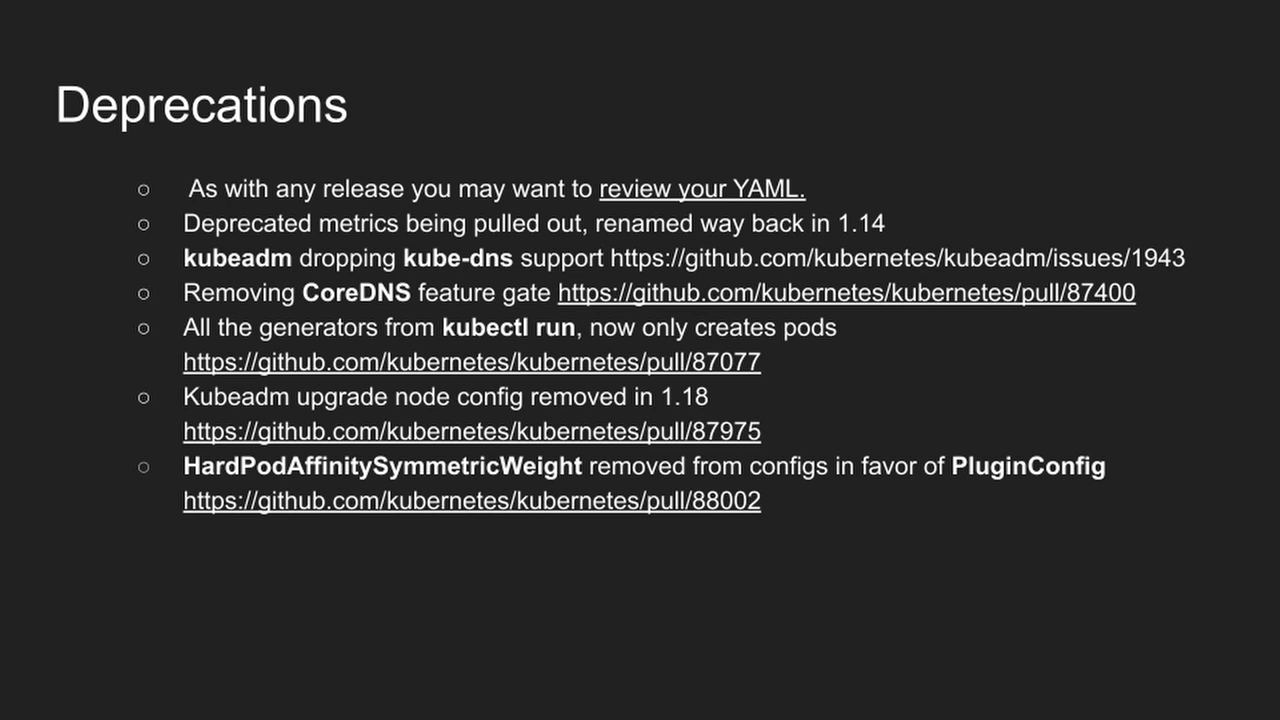 Deprecations
○ As with any release you may want to review your YAML.
○ Deprecated metrics being pulled out, renamed way back in 1.14
○ kubeadm dropping kube-dns support https://github.com/kubernetes/kubeadm/issues/1943
○ Removing CoreDNS feature gate https://github.com/kubernetes/kubernetes/pull/87400
○ All the generators from kubectl run, now only creates pods
https://github.com/kubernetes/kubernetes/pull/87077
○ Kubeadm upgrade node config removed in 1.18
https://github.com/kubernetes/kubernetes/pull/87975
○ HardPodAffinitySymmetricWeight removed from configs in favor of PluginConfig
https://github.com/kubernetes/kubernetes/pull/88002